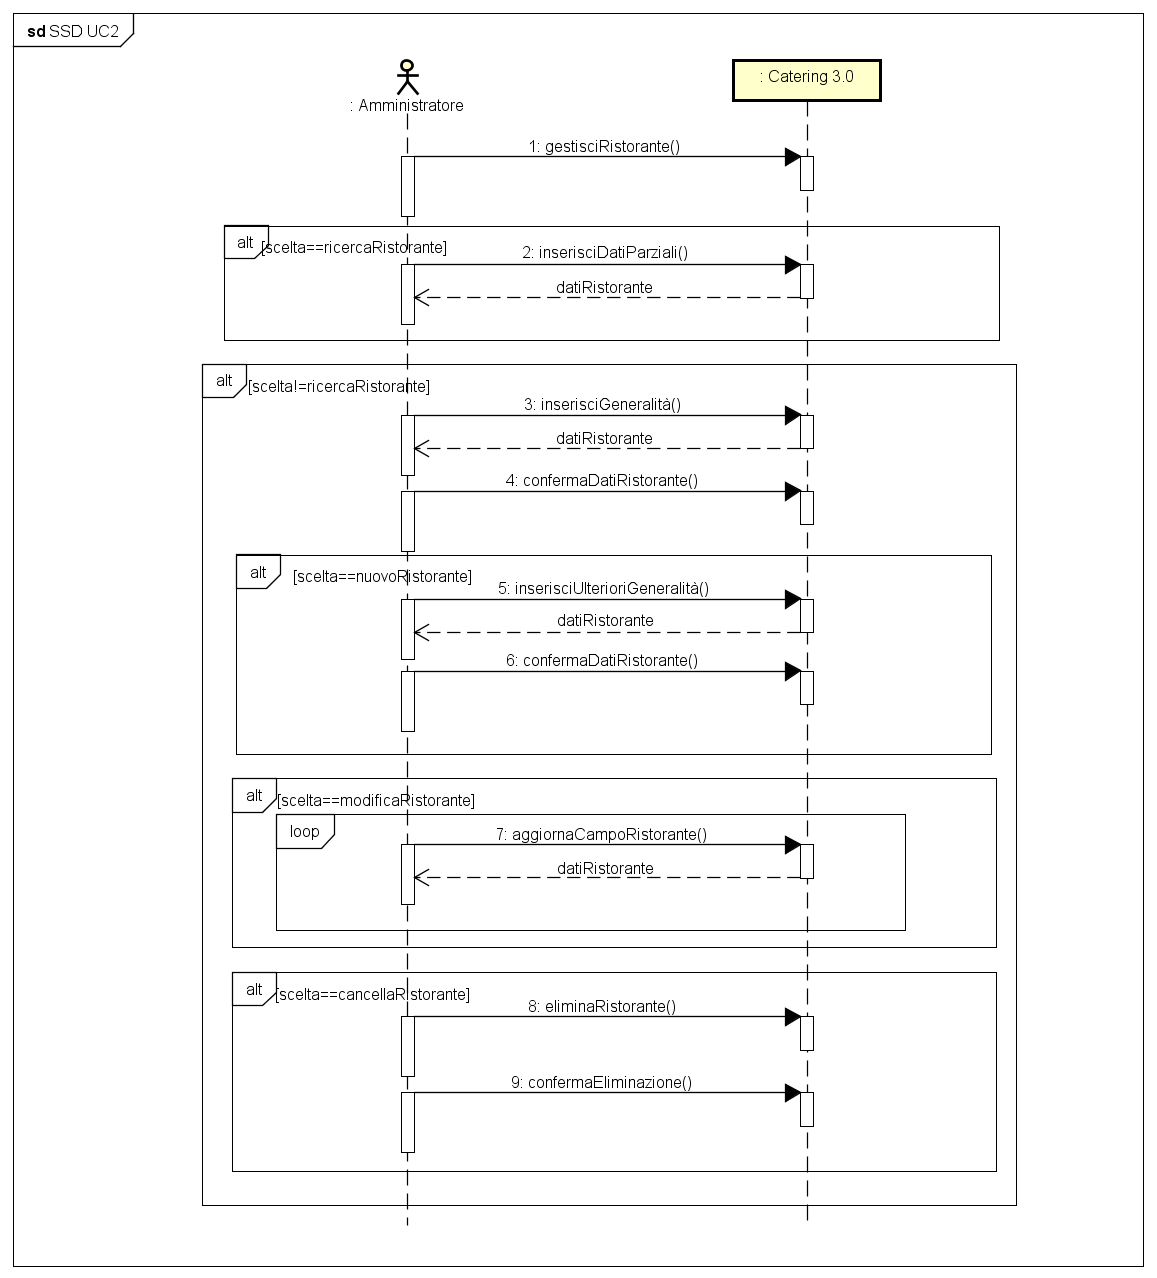 sd SSD UC2
: Amministratore
: Catering 3.0
1: gestisciRistorante()
alt
[scelta==ricercaRistorante]
2: inserisciDatiParziali()
datiRistorante
alt
[scelta!=ricercaRistorante]
3: inserisciGeneralità()
datiRistorante
4: confermaDatiRistorante()
alt
[scelta==nuovoRistorante]
5: inserisciUlterioriGeneralità()
datiRistorante
6: confermaDatiRistorante()
alt
[scelta==modificaRistorante]
loop
7: aggiornaCampoRistorante()
datiRistorante
alt
[scelta==cancellaRistorante]
8: eliminaRistorante()
9: confermaEliminazione()